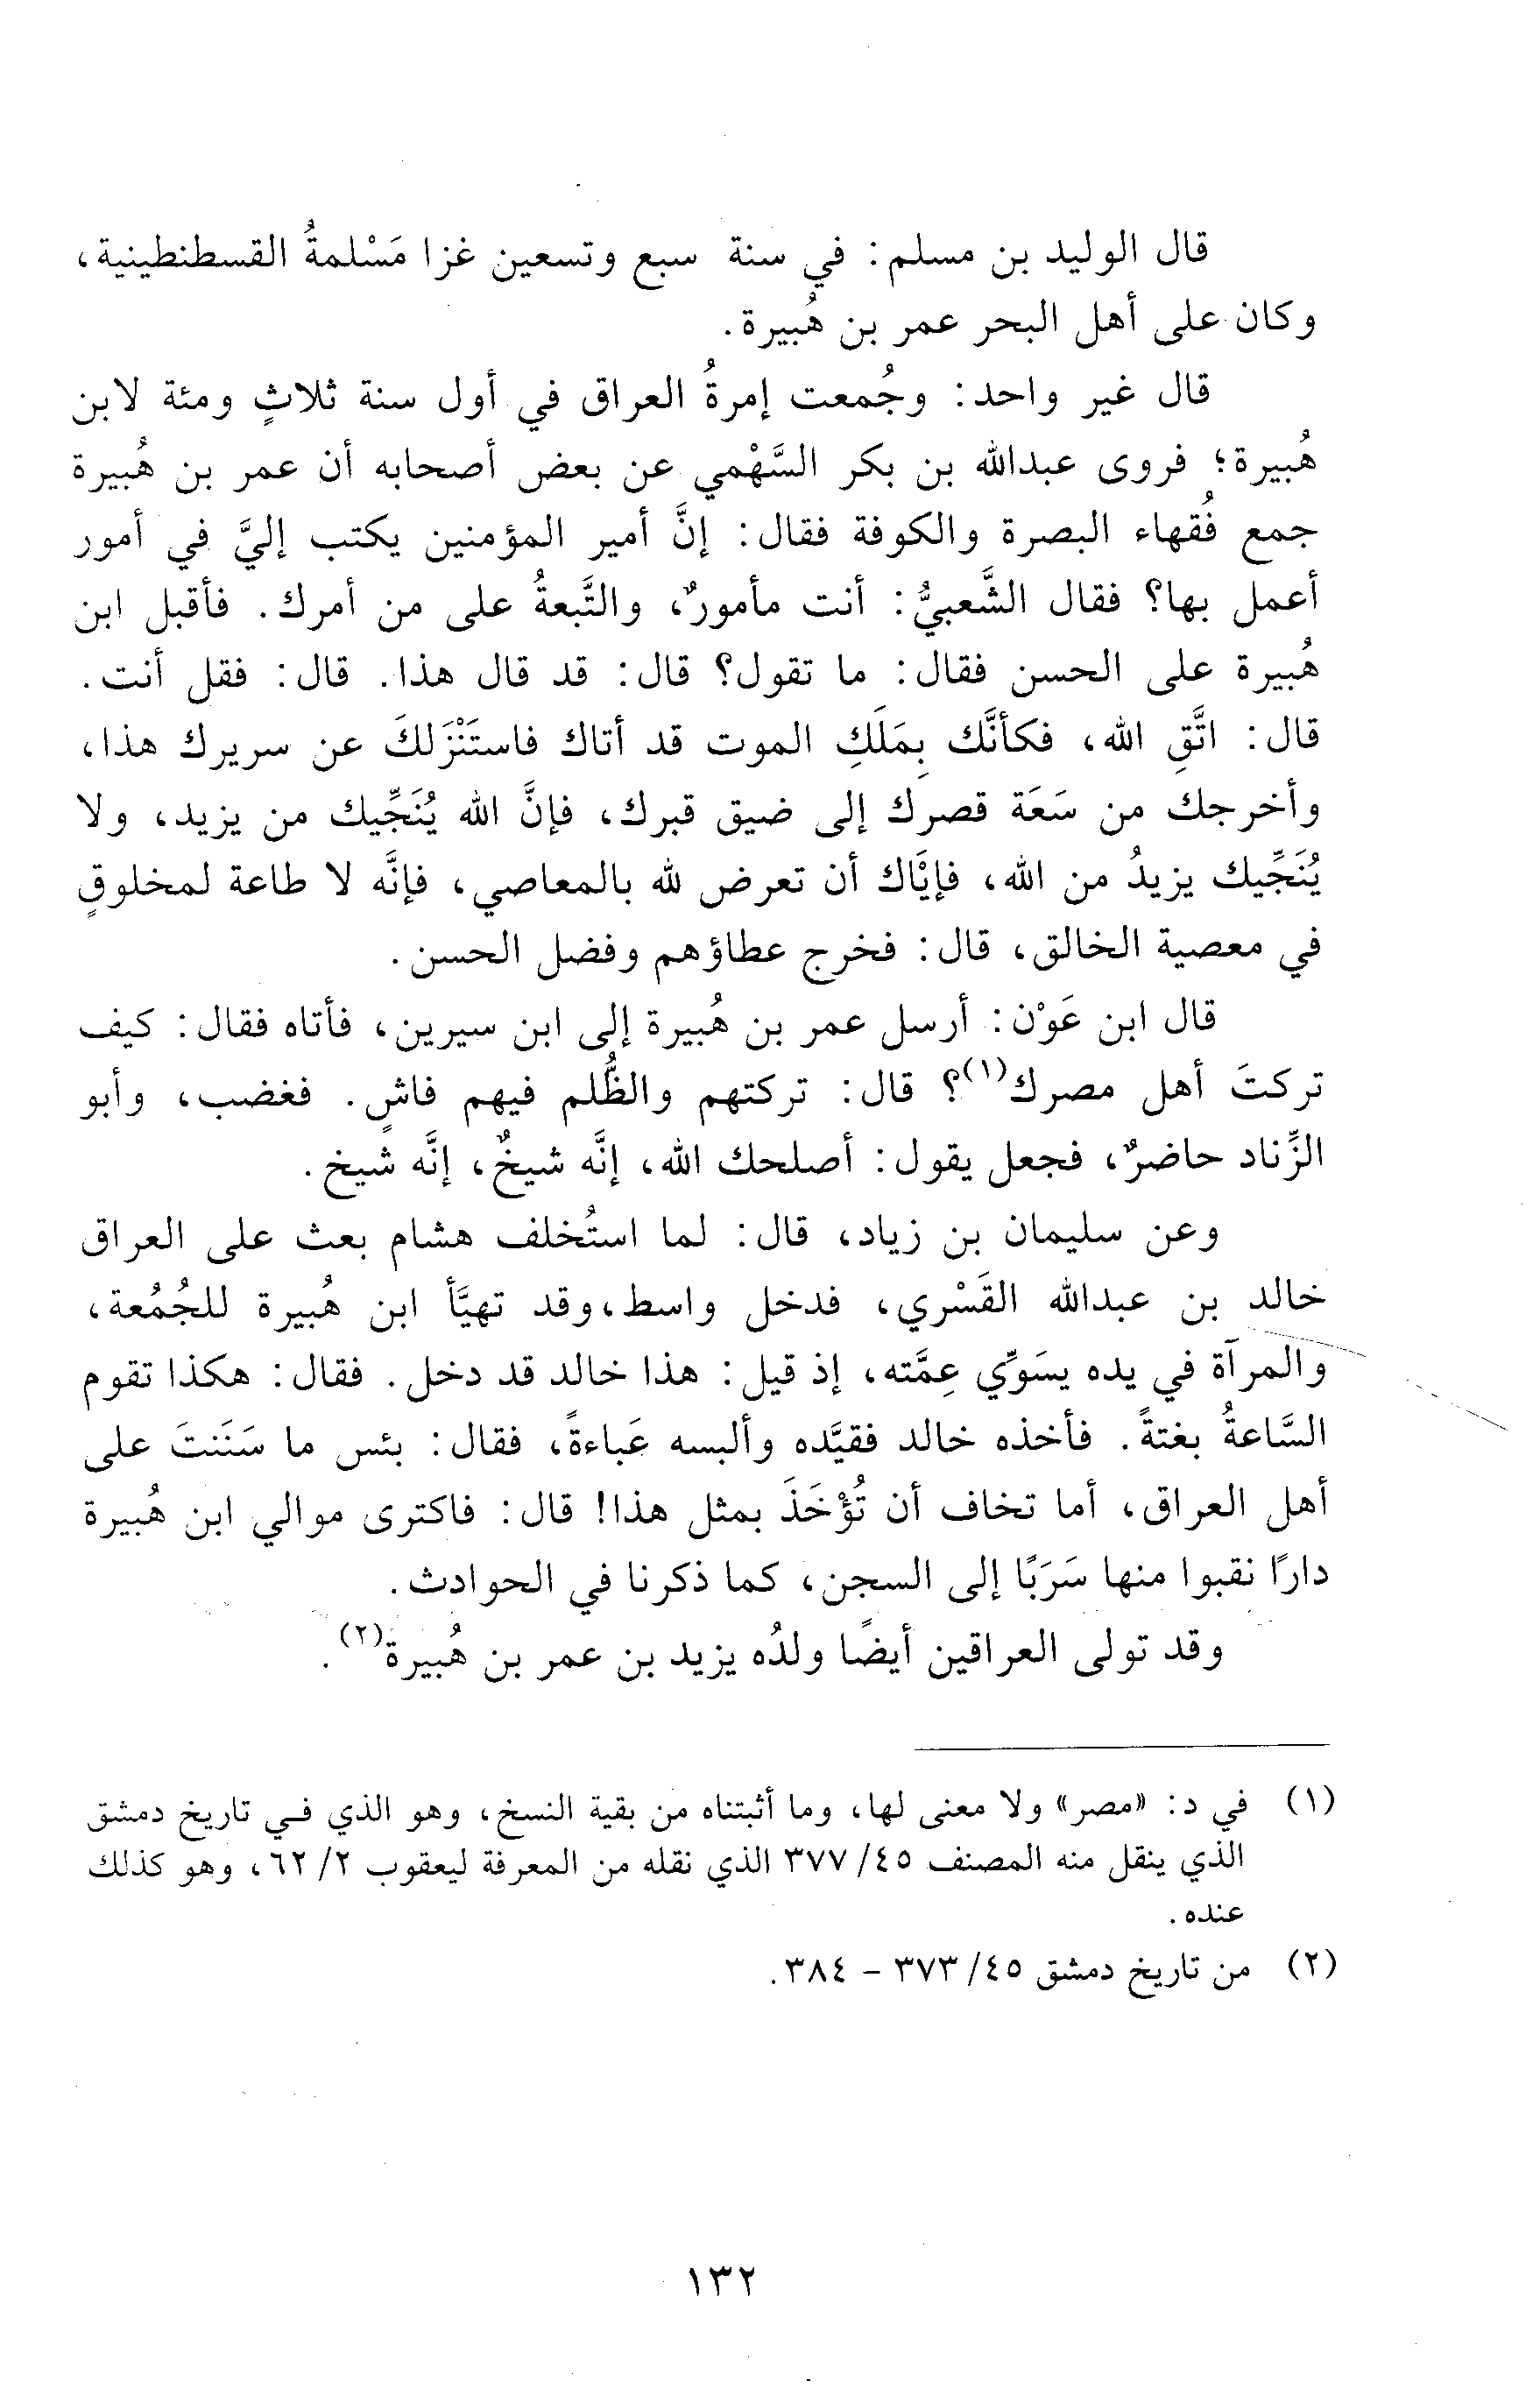 قال الوليد بن مسلم: في سنة سبع وتسعين غزا مَسْلمةُ القسطنطينية،
وكان على أهل البحر عمر بن هُبيرة.
قال غير واحد: وجُمعت إمرةُ العراق في أول سنة ثلاثٍ ومئة لابن
هُبيرة؛ فروى عبدالله بن بكر السَّهْمي عن بعض أصحابه أن عمر بن هُبيرة
جمع فُقهاء البصرة والكوفة فقال: إنَّ أمير المؤمنين يكتب إليَّ في أمور
أعمل بها؟ فقال الشَّعبيُّ: أنت مأمورٌ، والتَّبعةُ على من أمرك. فأقبل ابن
هُبيرة على الحسن فقال: ما تقول؟ قال: قد قال هذا. قال: فقل أنت.
قال: اتَّقِ الله، فكأنَّك بِمَلَكِ الموت قد أتاك فاستَنْزَلكَ عن سريرك هذا،
وأخرجك من سَعَة قصرك إلى ضيق قبرك، فإنَّ الله يُنَجِّيك من يزيد، ولا
يُنَجِّيك يزيدُ من الله، فإيَّاك أن تعرض لله بالمعاصي، فإنَّه لا طاعة لمخلوقٍ
في معصية الخالق، قال: فخرج عطاؤهم وفضل الحسن.
قال ابن عَوْن: أرسل عمر بن هُبيرة إلى ابن سيرين، فأتاه فقال: كيف
تركتَ أهل مصرك(١)؟ قال: تركتهم والظُّلم فيهم فاشٍ. فغضب، وأبو
الزِّناد حاضرٌ، فجعل يقول: أصلحك الله، إنَّه شيخٌ، إنَّه شيخ.
وعن سليمان بن زياد، قال: لما استُخلف هشام بعث على العراق
خالد بن عبدالله القَسْري، فدخل واسط، وقد تهيَّأ ابن هُبيرة للجُمُعة،
والمرآة في يده يسَوِّي عِمَّته، إذ قيل: هذا خالد قد دخل. فقال: هكذا تقوم
السَّاعةُ بغتةً. فأخذه خالد فقيَّده وألبسه عَباءةً، فقال: بئس ما سَنَنتَ على
أهل العراق، أما تخاف أن تُؤْخَذَ بمثل هذا! قال: فاكترى موالي ابن هُبيرة
دارًا نقبوا منها سَرَبًا إلى السجن، كما ذكرنا في الحوادث.
وقد تولى العراقين أيضًا ولدُه يزيد بن عمر بن هُبيرة(٢).
(١) في د: «مصر» ولا معنى لها، وما أثبتناه من بقية النسخ، وهو الذي في تاريخ دمشق
الذي ينقل منه المصنف ٤٥/ ٣٧٧ الذي نقله من المعرفة ليعقوب ٢/ ٦٢، وهو كذلك
عنده.
(٢) من تاريخ دمشق ٤٥/ ٣٧٣ - ٣٨٤.
١٣٢